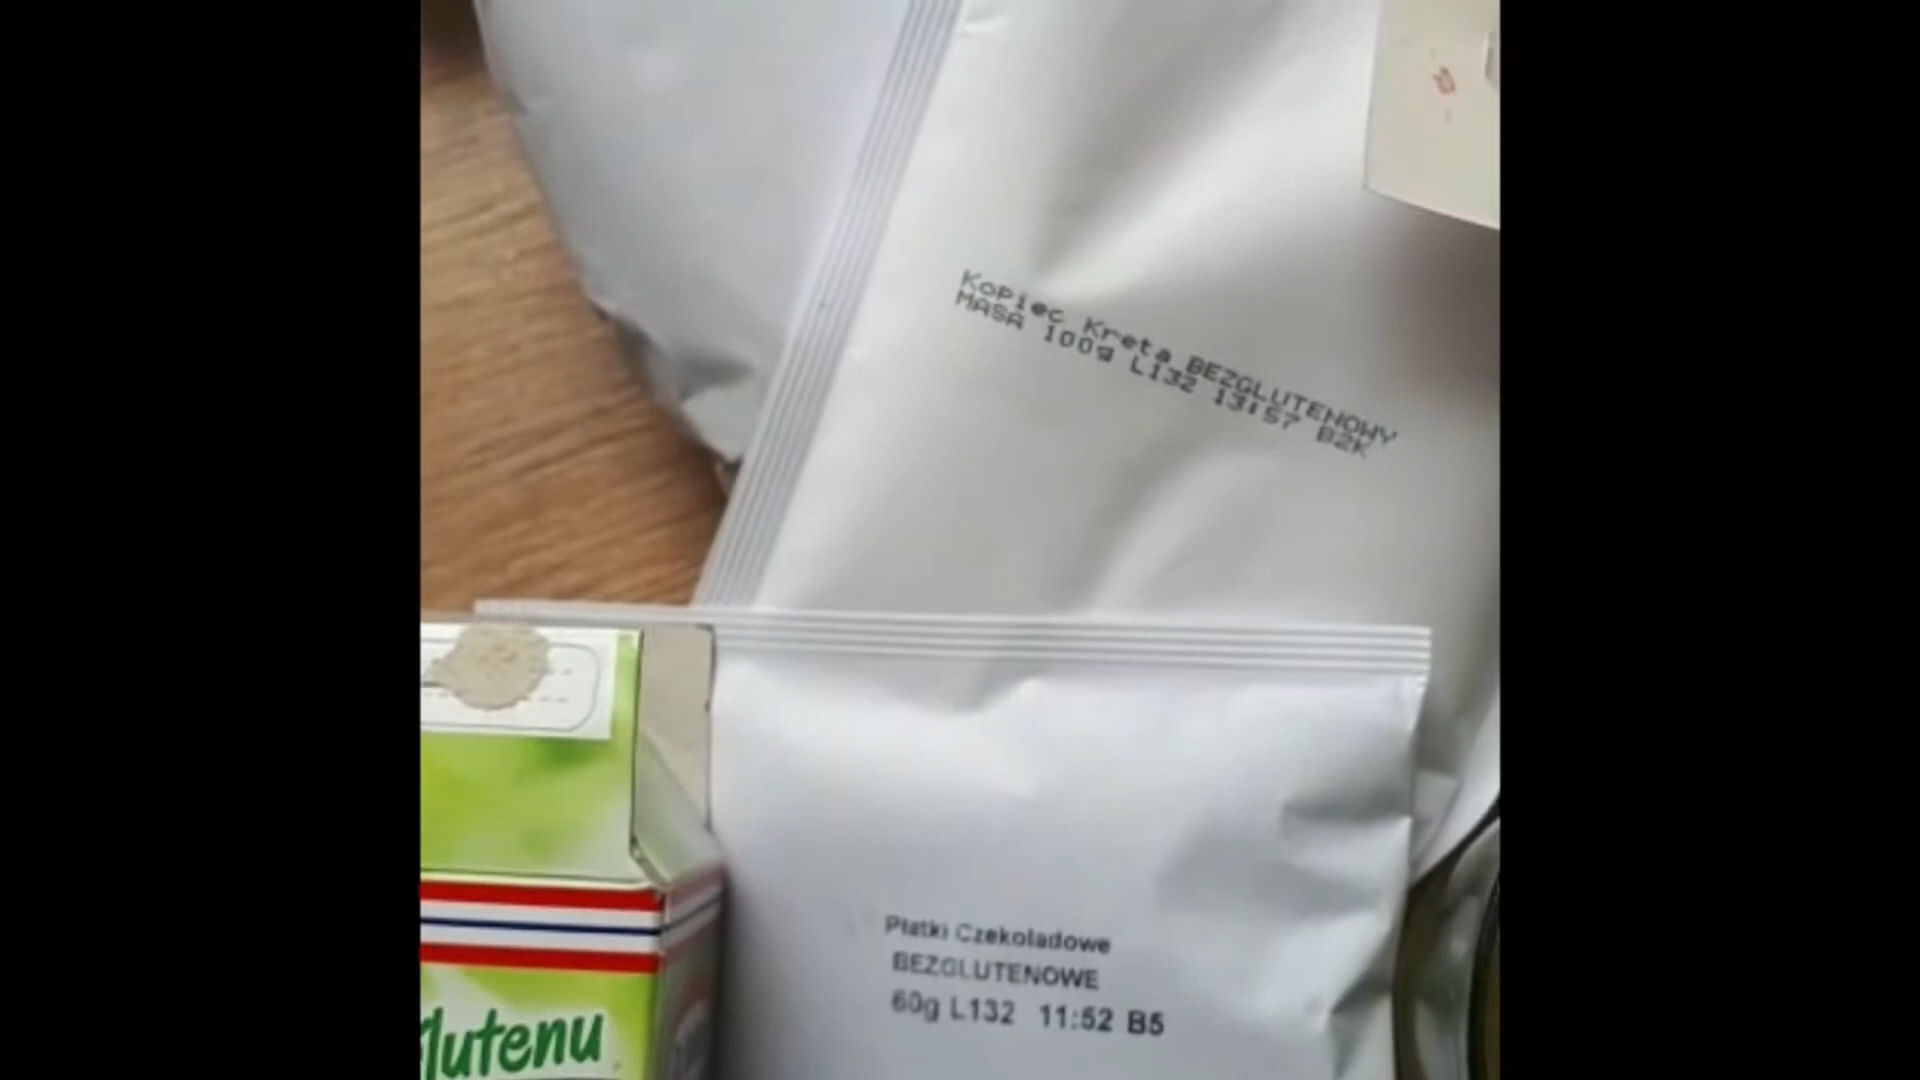 Kopiec Kreta BEZGLUTENOWY
MASA 100g L132 13:57 B2K
Płatki Czekoladowe
BEZGLUTENOWE
60g L132 11:52 B5
glutenu